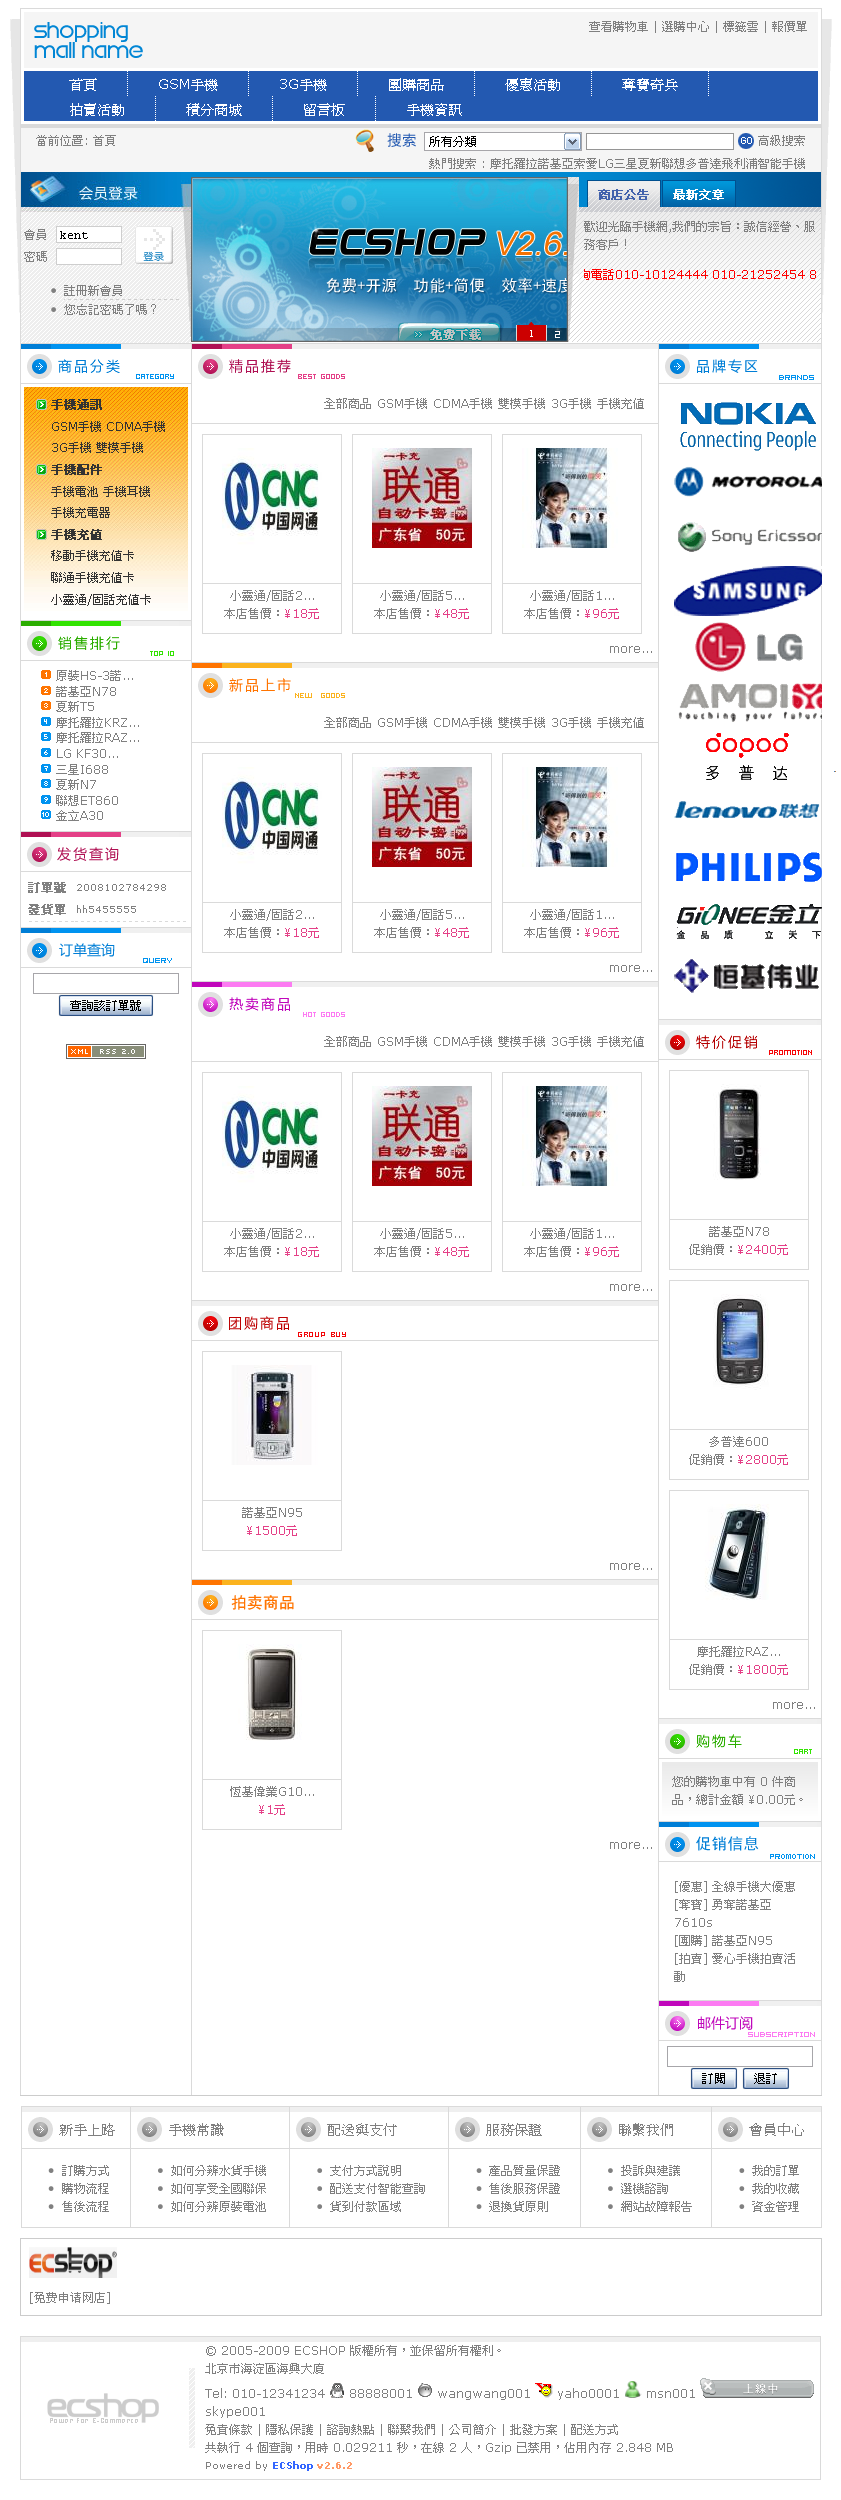 shopping
mall name
查看購物車 | 選購中心 | 標籤雲 | 報價單
首頁 GSM手機 3G手機 團購商品 優惠活動 奪寶奇兵
拍賣活動 積分商城 留言板 手機資訊
當前位置: 首頁
搜索 所有分類 GO 高級搜索
熱門搜索 : 摩托羅拉諾基亞索愛LG三星夏新聯想多普達飛利浦智能手機
会员登录
會員 kent
密碼
登录
註冊新會員
您忘記密碼了嗎？
ECSHOP V2.6.
免费+开源 功能+简便 效率+速度
免费下载
1 2
商店公告 最新文章
歡迎光臨手機網,我們的宗旨：誠信經營、服
務客戶！
電話010-10124444 010-21252454 8
商品分类 CATEGORY
手機通訊
GSM手機 CDMA手機
3G手機 雙模手機
手機配件
手機電池 手機耳機
手機充電器
手機充值
移動手機充值卡
聯通手機充值卡
小靈通/固話充值卡
销售排行 TOP 10
1 原裝HS-3諾...
2 諾基亞N78
3 夏新T5
4 摩托羅拉KRZ...
5 摩托羅拉RAZ...
6 LG KF30...
7 三星I688
8 夏新N7
9 聯想ET860
10 金立A30
发货查询
訂單號 2008102784298
發貨單 hh5455555
订单查询 QUERY
查詢該訂單號
XML RSS 2.0
精品推荐 BEST GOODS
全部商品 GSM手機 CDMA手機 雙模手機 3G手機 手機充值
CNC
中国网通
一卡充
联通
自动卡密
广东省 50元
小靈通/固話2... 小靈通/固話5... 小靈通/固話1...
本店售價：¥18元 本店售價：¥48元 本店售價：¥96元
more...
新品上市 NEW GOODS
全部商品 GSM手機 CDMA手機 雙模手機 3G手機 手機充值
CNC
中国网通
一卡充
联通
自动卡密
广东省 50元
小靈通/固話2... 小靈通/固話5... 小靈通/固話1...
本店售價：¥18元 本店售價：¥48元 本店售價：¥96元
more...
热卖商品 HOT GOODS
全部商品 GSM手機 CDMA手機 雙模手機 3G手機 手機充值
CNC
中国网通
一卡充
联通
自动卡密
广东省 50元
小靈通/固話2... 小靈通/固話5... 小靈通/固話1...
本店售價：¥18元 本店售價：¥48元 本店售價：¥96元
more...
团购商品 GROUP BUY
諾基亞N95
¥1500元
more...
拍卖商品
恆基偉業G10...
¥1元
more...
品牌专区 BRANDS
NOKIA
Connecting People
MOTOROLA
Sony Ericsson
SAMSUNG
LG
AMOI
touching your future
dopod
多 普 达
lenovo联想
PHILIPS
GiONEE金立
金 品 质 立 天 下
恒基伟业
特价促销 PROMOTION
諾基亞N78
促銷價：¥2400元
多普達600
促銷價：¥2800元
摩托羅拉RAZ...
促銷價：¥1800元
more...
购物车 CART
您的購物車中有 0 件商
品，總計金額 ¥0.00元。
促销信息 PROMOTION
[優惠] 全線手機大優惠
[奪寶] 勇奪諾基亞
7610s
[團購] 諾基亞N95
[拍賣] 愛心手機拍賣活
動
邮件订阅 SUBSCRIPTION
訂閱 退訂
新手上路 手機常識 配送與支付 服務保證 聯繫我們 會員中心
訂購方式 如何分辨水貨手機 支付方式說明 產品質量保證 投訴與建議 我的訂單
購物流程 如何享受全國聯保 配送支付智能查詢 售後服務保證 選機諮詢 我的收藏
售後流程 如何分辨原裝電池 貨到付款區域 退換貨原則 網站故障報告 資金管理
ecshop
[免费申请网店]
ecshop
Power For E-Commerce
© 2005-2009 ECSHOP 版權所有，並保留所有權利。
北京市海淀區海興大廈
Tel: 010-12341234 88888001 wangwang001 yaho0001 msn001 上線中
skype001
免責條款 | 隱私保護 | 諮詢熱點 | 聯繫我們 | 公司簡介 | 批發方案 | 配送方式
共執行 4 個查詢，用時 0.029211 秒，在線 2 人，Gzip 已禁用，佔用內存 2.848 MB
Powered by ECShop v2.6.2